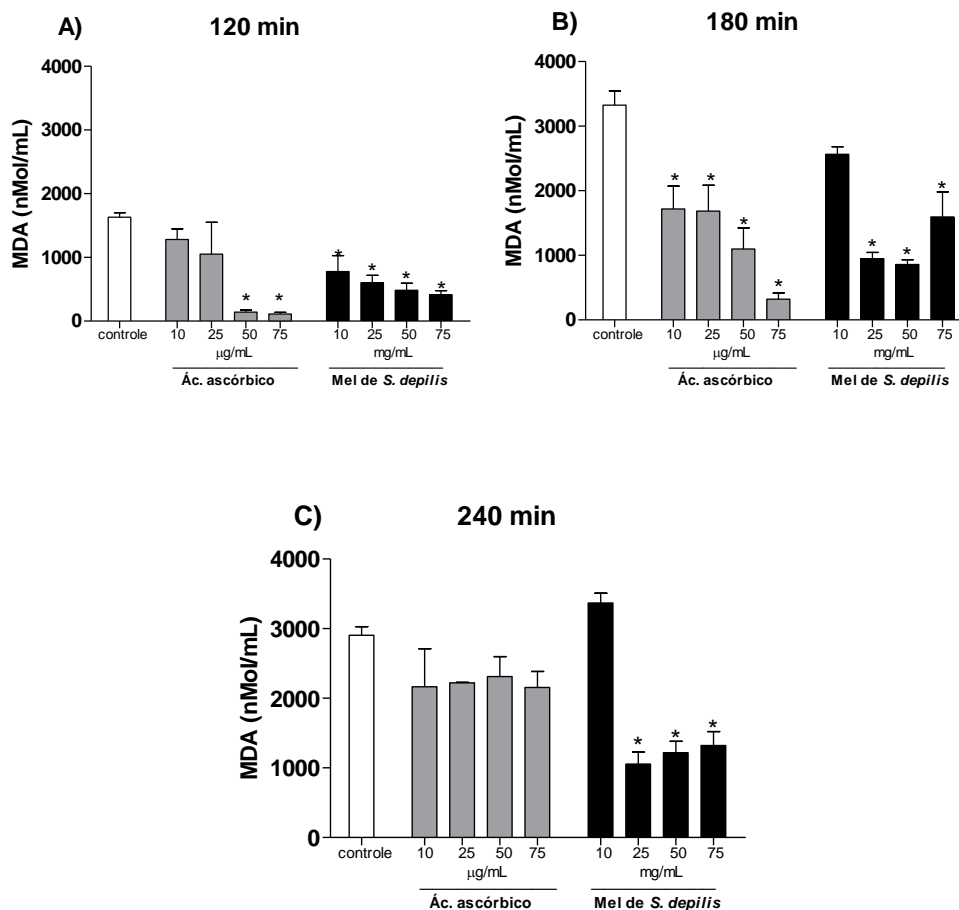 A) 120 min
4000
3000
2000
1000
0
MDA (nMol/mL)
* * * * * *
controle 10 25 50 75 10 25 50 75
µg/mL mg/mL
Ác. ascórbico Mel de S. depilis
B) 180 min
4000
3000
2000
1000
0
MDA (nMol/mL)
* * * * * * *
controle 10 25 50 75 10 25 50 75
µg/mL mg/mL
Ác. ascórbico Mel de S. depilis
C) 240 min
4000
3000
2000
1000
0
MDA (nMol/mL)
* * *
controle 10 25 50 75 10 25 50 75
µg/mL mg/mL
Ác. ascórbico Mel de S. depilis